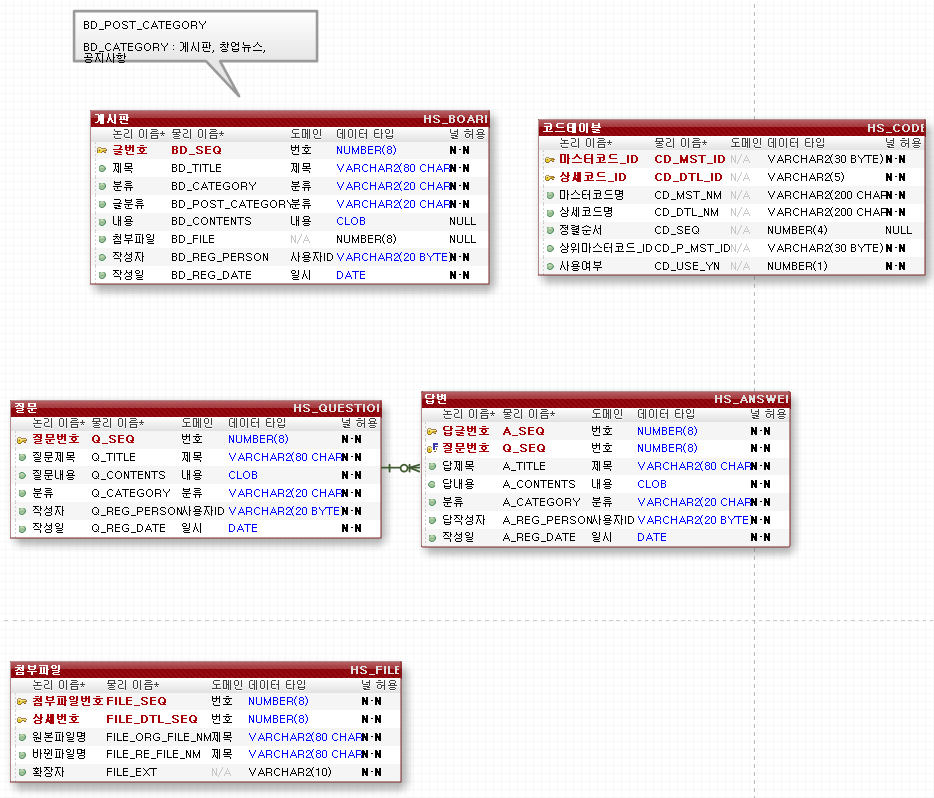 BD_POST_CATEGORY
BD_CATEGORY : 게시판, 창업뉴스,
공지사항
게시판 HS_BOARI
논리 이름* 물리 이름* 도메인 데이터 타입 널 허용
글번호 BD_SEQ 번호 NUMBER(8) N·N
제목 BD_TITLE 제목 VARCHAR2(80 CHAR N·N
분류 BD_CATEGORY 분류 VARCHAR2(20 CHAR N·N
글분류 BD_POST_CATEGORY 분류 VARCHAR2(20 CHAR N·N
내용 BD_CONTENTS 내용 CLOB NULL
첨부파일 BD_FILE N/A NUMBER(8) NULL
작성자 BD_REG_PERSON 사용자ID VARCHAR2(20 BYTE) N·N
작성일 BD_REG_DATE 일시 DATE N·N
코드테이블 HS_CODE
논리 이름* 물리 이름* 도메인 데이터 타입 널 허용
마스터코드_ID CD_MST_ID N/A VARCHAR2(30 BYTE) N·N
상세코드_ID CD_DTL_ID N/A VARCHAR2(5) N·N
마스터코드명 CD_MST_NM N/A VARCHAR2(200 CHAR N·N
상세코드명 CD_DTL_NM N/A VARCHAR2(200 CHAR N·N
정렬순서 CD_SEQ N/A NUMBER(4) NULL
상위마스터코드_ID CD_P_MST_ID N/A VARCHAR2(30 BYTE) N·N
사용여부 CD_USE_YN N/A NUMBER(1) N·N
질문 HS_QUESTIOI
논리 이름* 물리 이름* 도메인 데이터 타입 널 허용
질문번호 Q_SEQ 번호 NUMBER(8) N·N
질문제목 Q_TITLE 제목 VARCHAR2(80 CHAR N·N
질문내용 Q_CONTENTS 내용 CLOB N·N
분류 Q_CATEGORY 분류 VARCHAR2(20 CHAR N·N
작성자 Q_REG_PERSON 사용자ID VARCHAR2(20 BYTE) N·N
작성일 Q_REG_DATE 일시 DATE N·N
답변 HS_ANSWEI
논리 이름* 물리 이름* 도메인 데이터 타입 널 허용
답글번호 A_SEQ 번호 NUMBER(8) N·N
질문번호 Q_SEQ 번호 NUMBER(8) N·N
답제목 A_TITLE 제목 VARCHAR2(80 CHAR N·N
답내용 A_CONTENTS 내용 CLOB N·N
분류 A_CATEGORY 분류 VARCHAR2(20 CHAR N·N
답작성자 A_REG_PERSON 사용자ID VARCHAR2(20 BYTE) N·N
작성일 A_REG_DATE 일시 DATE N·N
첨부파일 HS_FILE
논리 이름* 물리 이름* 도메인 데이터 타입 널 허용
첨부파일번호 FILE_SEQ 번호 NUMBER(8) N·N
상세번호 FILE_DTL_SEQ 번호 NUMBER(8) N·N
원본파일명 FILE_ORG_FILE_NM 제목 VARCHAR2(80 CHAR N·N
바뀐파일명 FILE_RE_FILE_NM 제목 VARCHAR2(80 CHAR N·N
확장자 FILE_EXT N/A VARCHAR2(10) N·N